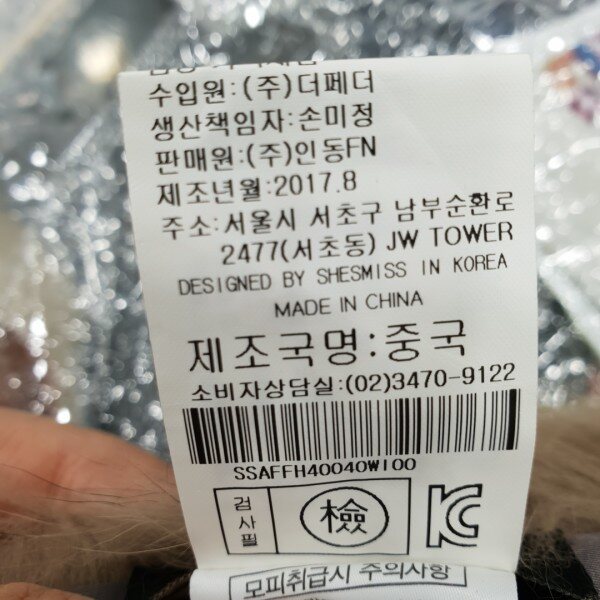 수입원:(주)더페더
생산책임자:손미정
판매원:(주)인동FN
제조년월:2017.8
주소:서울시 서초구 남부순환로
2477(서초동) JW TOWER
DESIGNED BY SHESMISS IN KOREA
MADE IN CHINA
제조국명:중국
소비자상담실:(02)3470-9122
SSAFFH40040WI00
검사필 檢 KC
모피취급시 주의사항